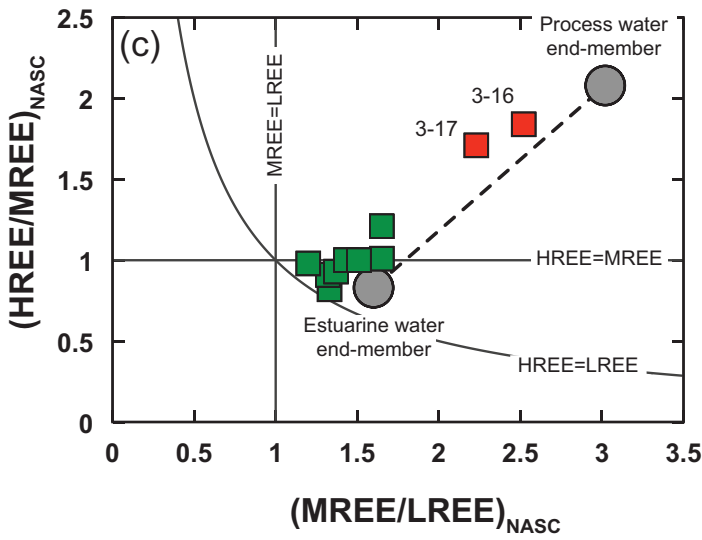 (c)
Process water
end-member
3-16
3-17
MREE=LREE
HREE=MREE
Estuarine water
end-member
HREE=LREE
2.5
2
1.5
1
0.5
0
0
0.5
1
1.5
2
2.5
3
3.5
(HREE/MREE)NASC
(MREE/LREE)NASC